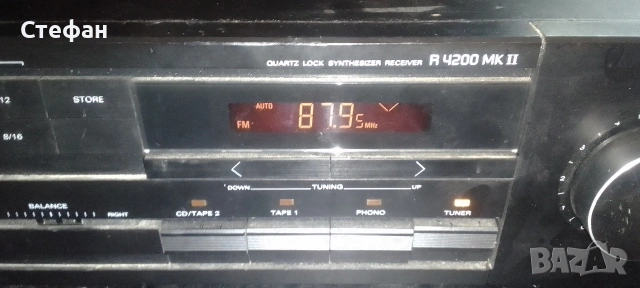 Стефан
QUARTZ LOCK SYNTHESIZER RECEIVER R 4200 MK II
12 STORE
AUTO
FM 87.95 MHz
8/16
< >
DOWN TUNING UP
BALANCE
RIGHT
CD/TAPE 2 TAPE 1 PHONO TUNER
BAZAR